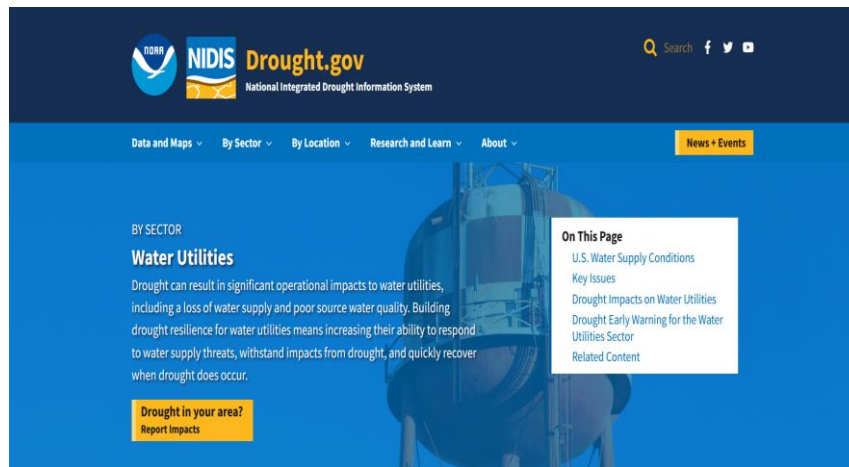 NOAA
NIDIS
Drought.gov
National Integrated Drought Information System
Search
Data and Maps
By Sector
By Location
Research and Learn
About
News + Events
BY SECTOR
Water Utilities
Drought can result in significant operational impacts to water utilities,
including a loss of water supply and poor source water quality. Building
drought resilience for water utilities means increasing their ability to respond
to water supply threats, withstand impacts from drought, and quickly recover
when drought does occur.
Drought in your area?
Report Impacts
On This Page
U.S. Water Supply Conditions
Key Issues
Drought Impacts on Water Utilities
Drought Early Warning for the Water
Utilities Sector
Related Content